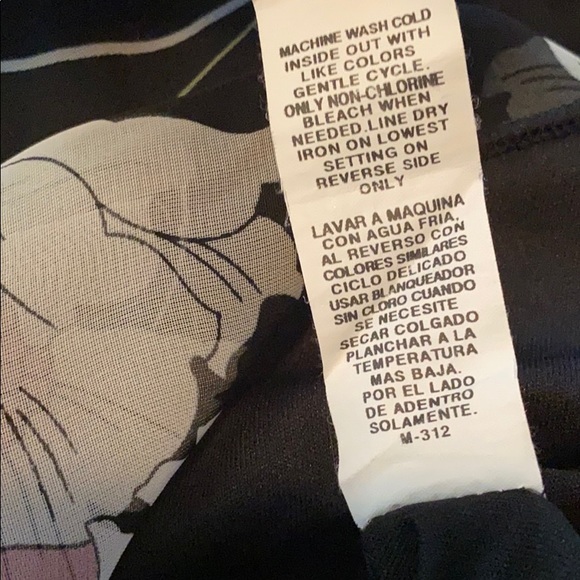 MACHINE WASH COLD
INSIDE OUT WITH
LIKE COLORS
GENTLE CYCLE.
ONLY NON-CHLORINE
BLEACH WHEN
NEEDED.LINE DRY
IRON ON LOWEST
SETTING ON
REVERSE SIDE
ONLY
LAVAR A MAQUINA
CON AGUA FRIA.
AL REVERSO CON
COLORES SIMILARES
CICLO DELICADO
USAR BLANQUEADOR
SIN CLORO CUANDO
SE NECESITE
SECAR COLGADO
PLANCHAR A LA
TEMPERATURA
MAS BAJA.
POR EL LADO
DE ADENTRO
SOLAMENTE.
M-312